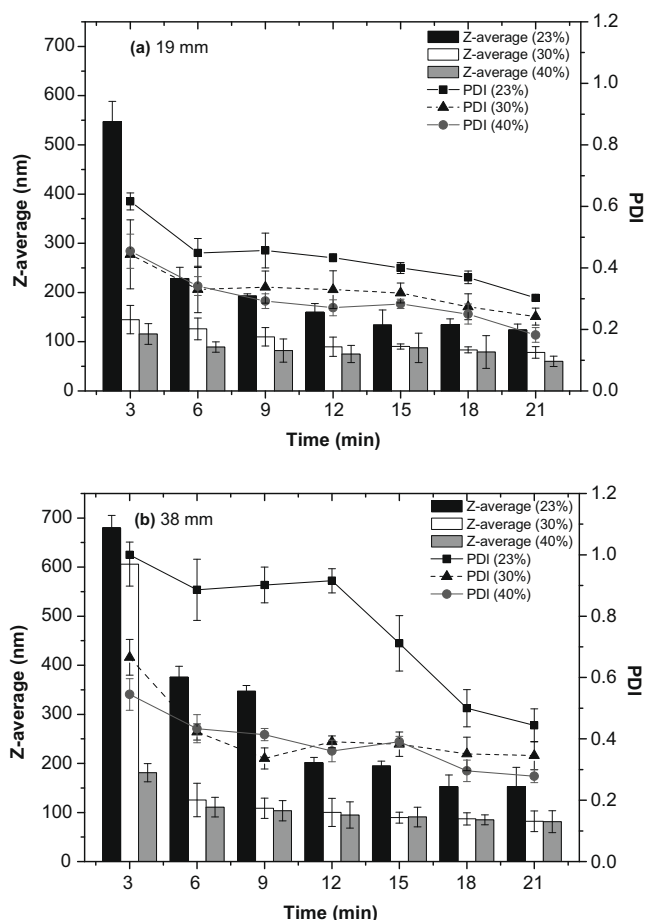 (a) 19 mm
Z-average (23%)
Z-average (30%)
Z-average (40%)
PDI (23%)
PDI (30%)
PDI (40%)
700
600
500
400
300
200
100
0
Z-average (nm)
1.2
1.0
0.8
0.6
0.4
0.2
0.0
PDI
3 6 9 12 15 18 21
Time (min)
(b) 38 mm
Z-average (23%)
Z-average (30%)
Z-average (40%)
PDI (23%)
PDI (30%)
PDI (40%)
700
600
500
400
300
200
100
0
Z-average (nm)
1.2
1.0
0.8
0.6
0.4
0.2
0.0
PDI
3 6 9 12 15 18 21
Time (min)